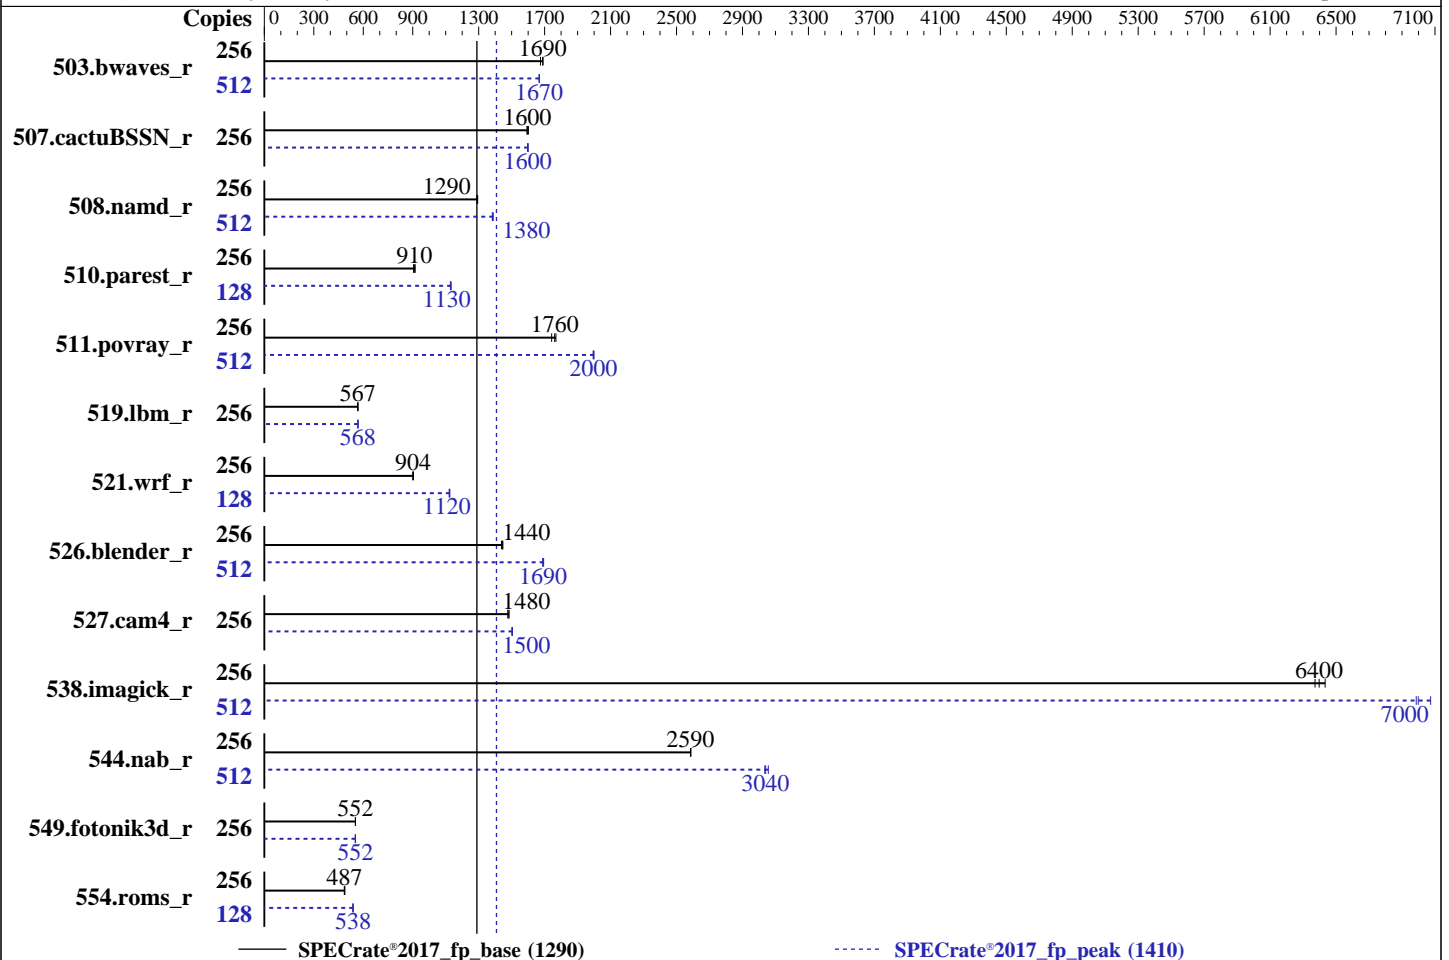 Copies 0 300 600 900 1300 1700 2100 2500 2900 3300 3700 4100 4500 4900 5300 5700 6100 6500 7100
503.bwaves_r 256 1690
512 1670
507.cactuBSSN_r 256 1600
1600
508.namd_r 256 1290
512 1380
510.parest_r 256 910
128 1130
511.povray_r 256 1760
512 2000
519.lbm_r 256 567
568
521.wrf_r 256 904
128 1120
526.blender_r 256 1440
512 1690
527.cam4_r 256 1480
1500
538.imagick_r 256 6400
512 7000
544.nab_r 256 2590
512 3040
549.fotonik3d_r 256 552
552
554.roms_r 256 487
128 538
SPECrate®2017_fp_base (1290) SPECrate®2017_fp_peak (1410)